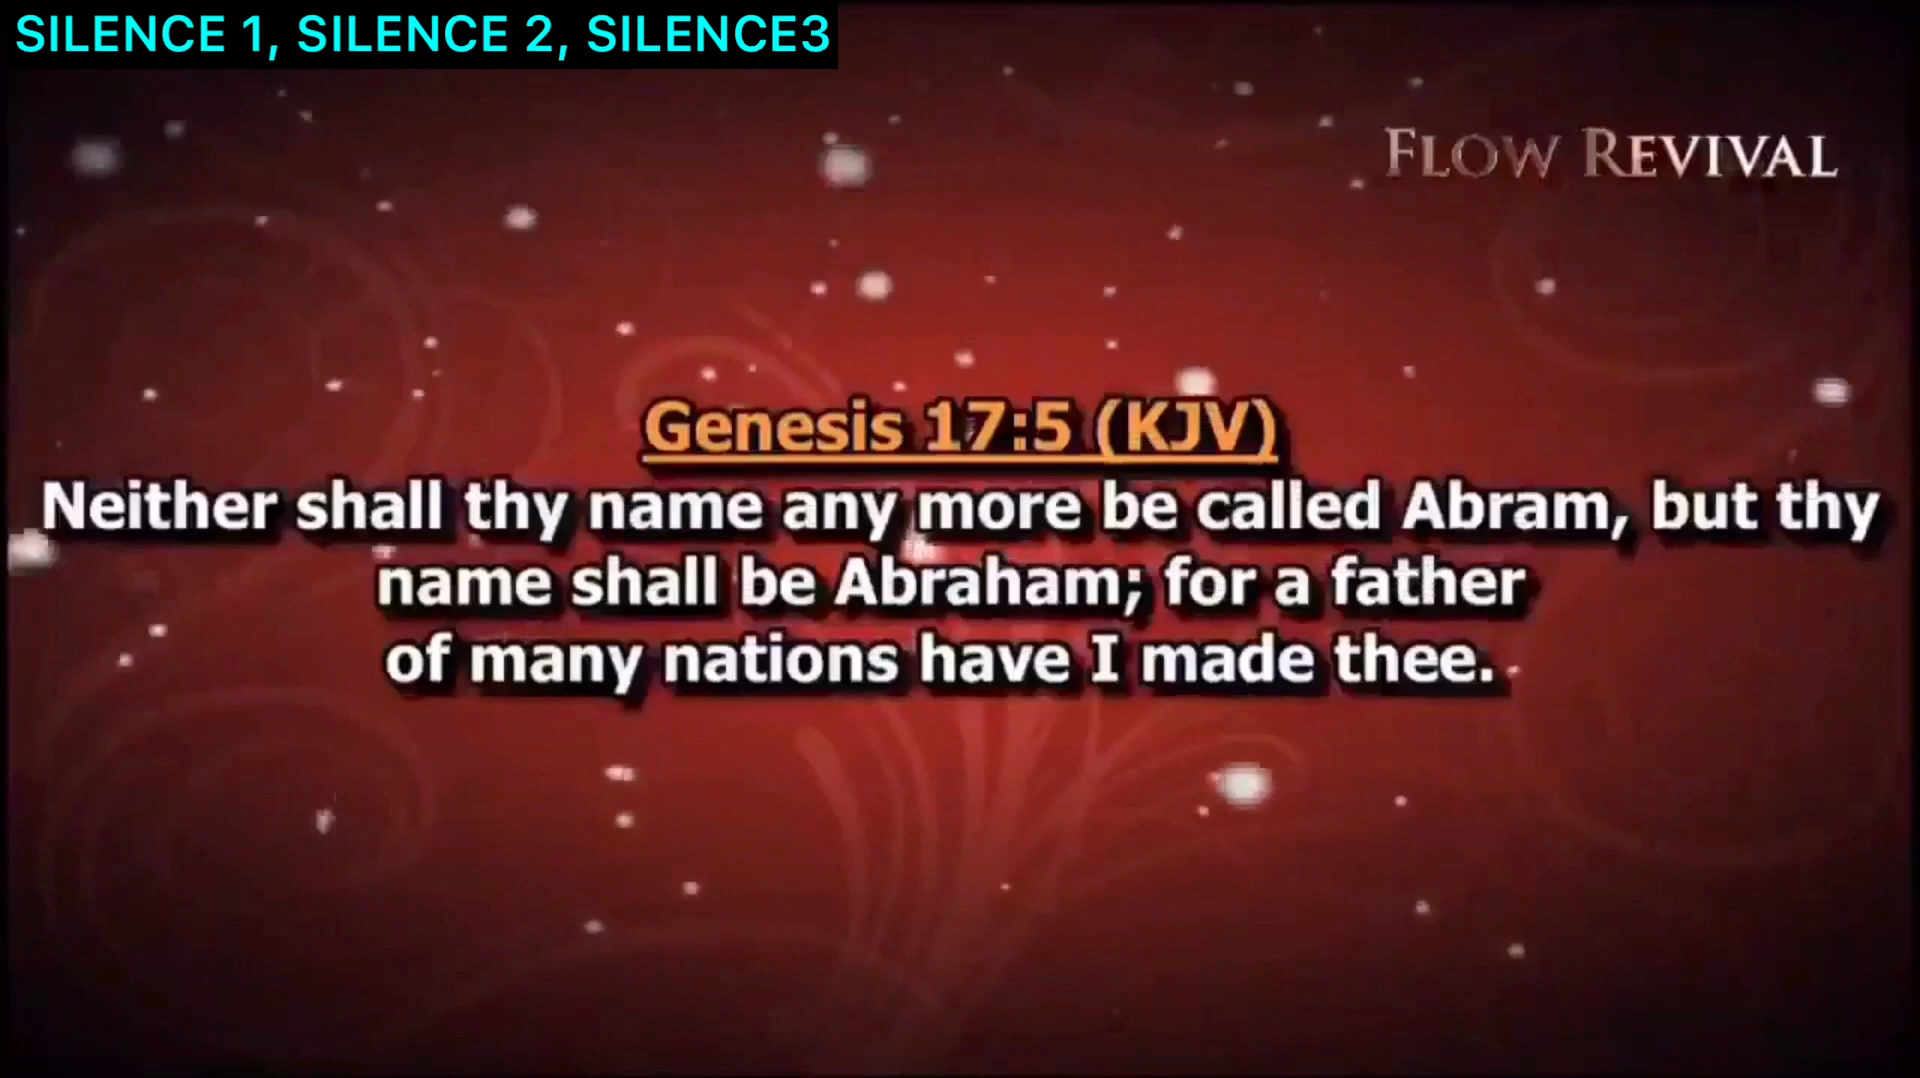 SILENCE 1, SILENCE 2, SILENCE3
FLOW REVIVAL
Genesis 17:5 (KJV)
Neither shall thy name any more be called Abram, but thy
name shall be Abraham; for a father
of many nations have I made thee.